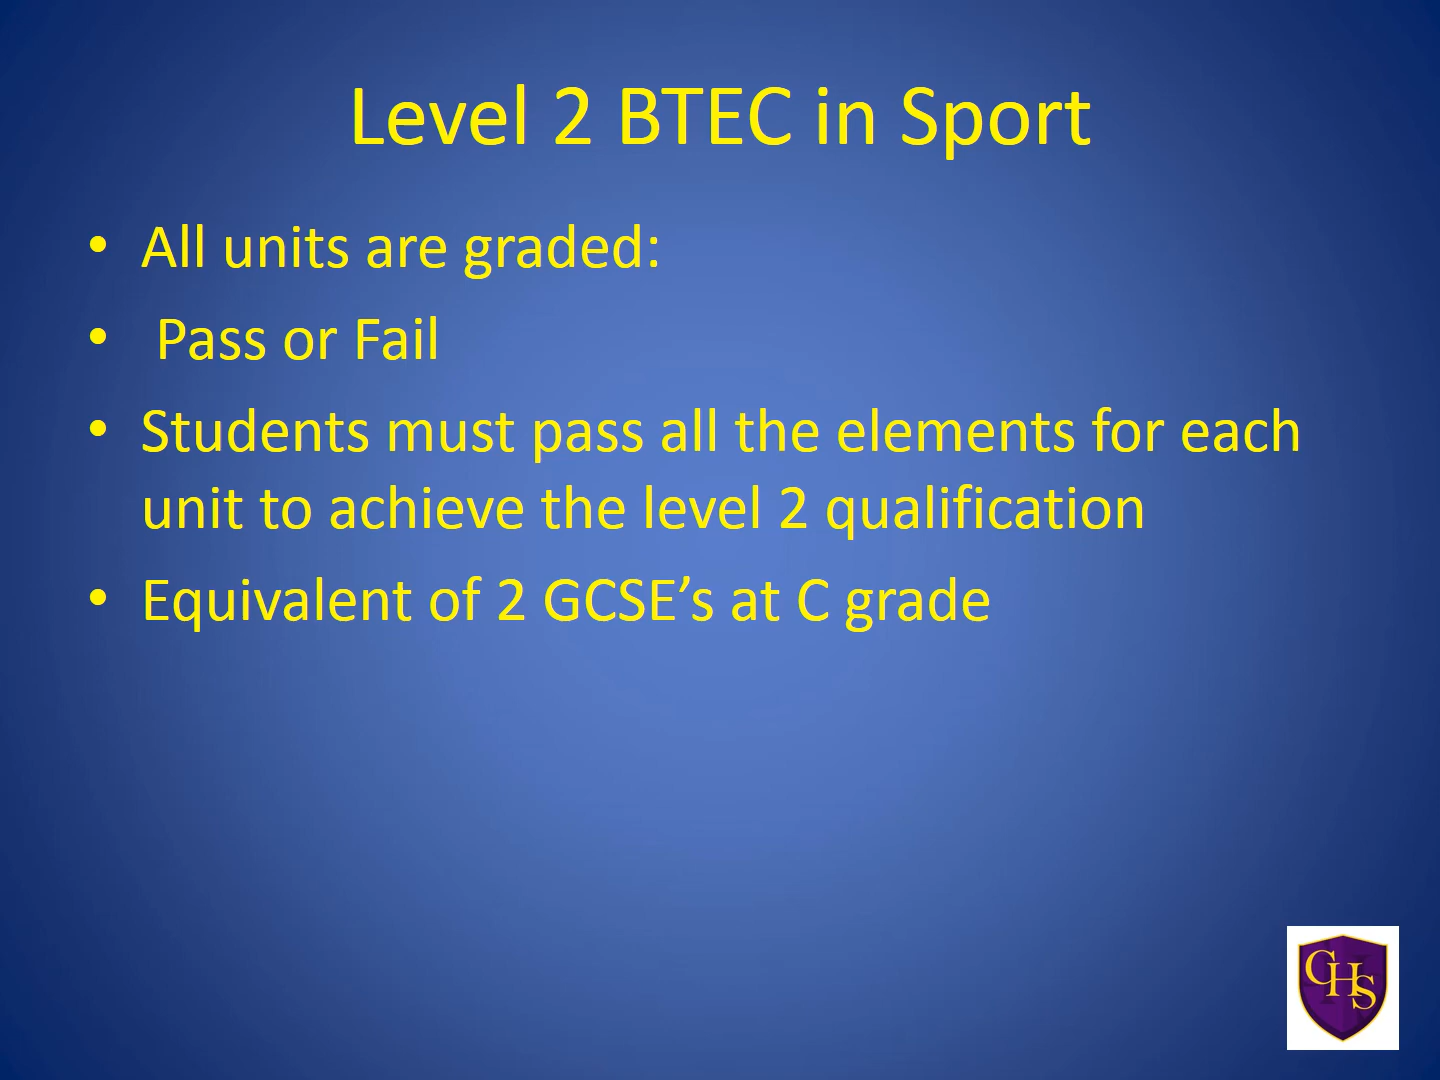 Level 2 BTEC in Sport
• All units are graded:
• Pass or Fail
• Students must pass all the elements for each
unit to achieve the level 2 qualification
• Equivalent of 2 GCSE’s at C grade
CHS